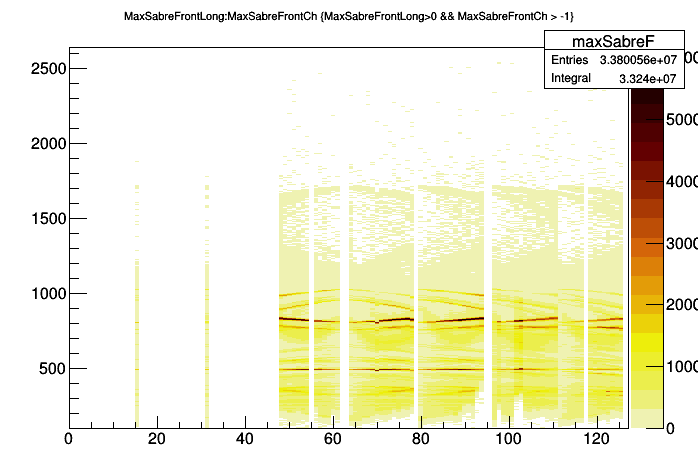 MaxSabreFrontLong:MaxSabreFrontCh {MaxSabreFrontLong>0 && MaxSabreFrontCh > -1}
maxSabreF
Entries 3.380056e+07
Integral 3.324e+07
2500
2000
1500
1000
500
0 20 40 60 80 100 120
5000
4000
3000
2000
1000
0